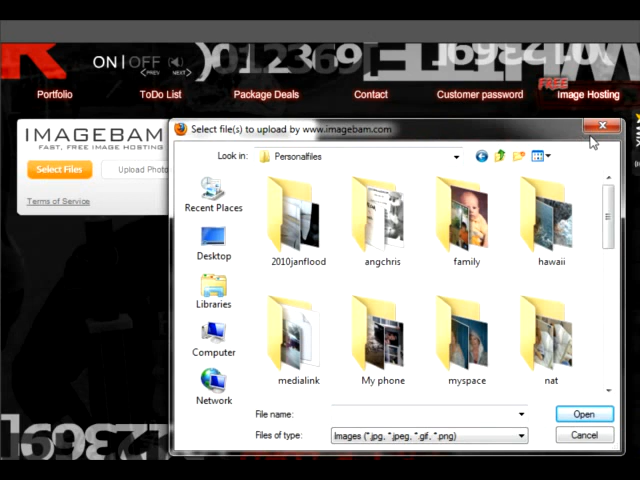 ON | OFF
PREV NEXT
Portfolio ToDo List Package Deals Contact Customer password FREE Image Hosting
IMAGEBAM
FAST, FREE IMAGE HOSTING
Select Files Upload Photo
Terms of Service
Select file(s) to upload by www.imagebam.com
Look in: Personalfiles
Recent Places
Desktop
Libraries
Computer
Network
2010janflood angchris family hawaii
medialink My phone myspace nat
File name: Open
Files of type: Images (*.jpg, *.jpeg, *.gif, *.png) Cancel